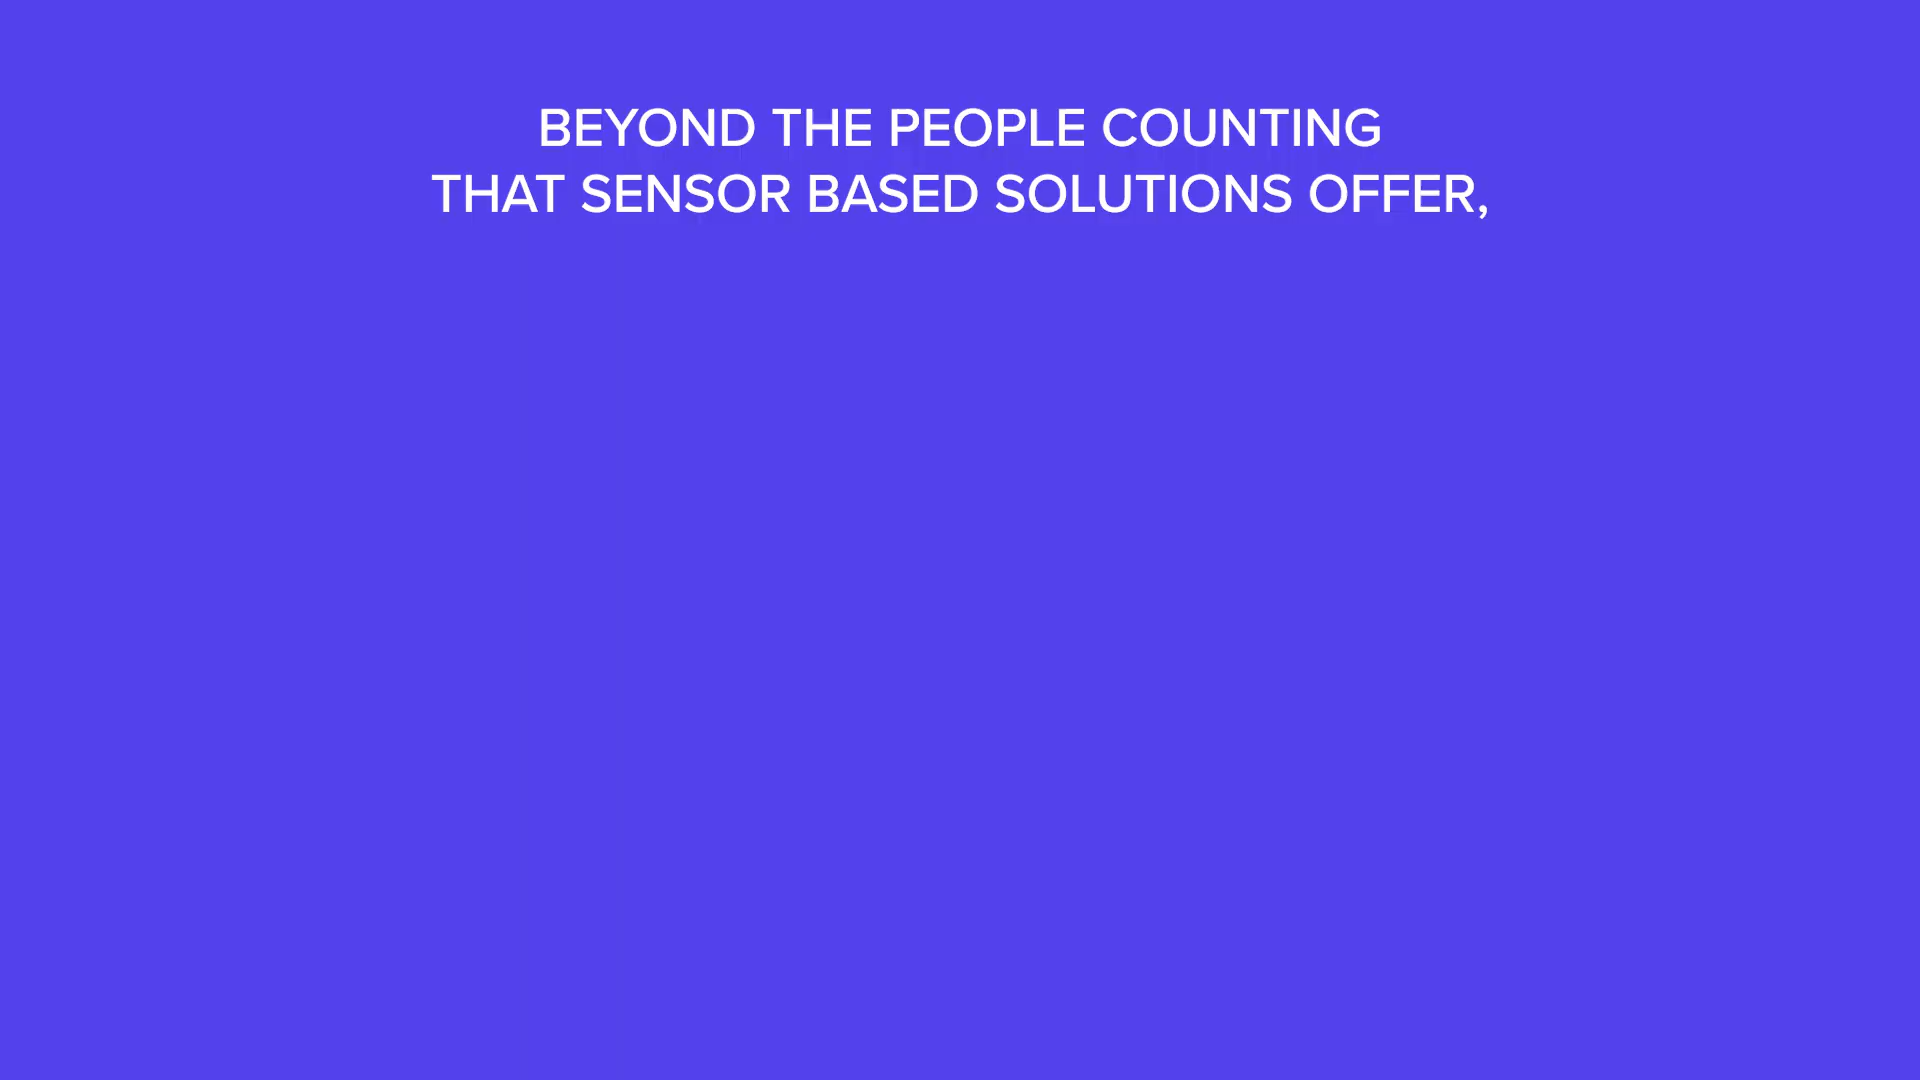 BEYOND THE PEOPLE COUNTING
THAT SENSOR BASED SOLUTIONS OFFER,